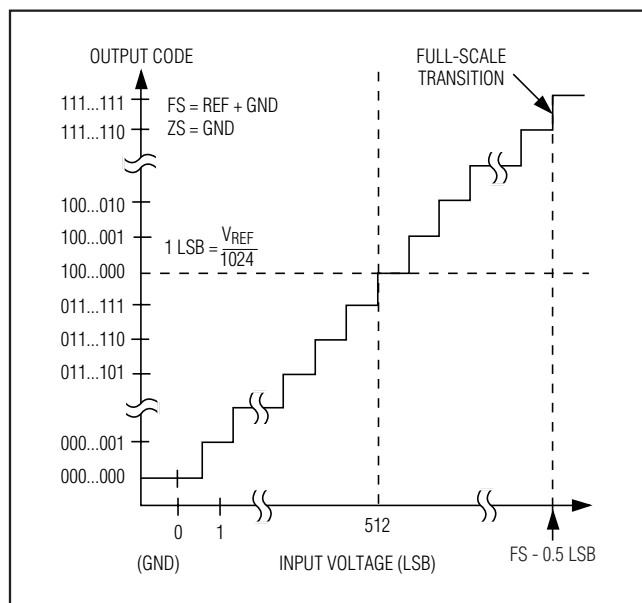 OUTPUT CODE
FULL-SCALE
TRANSITION
111...111
FS = REF + GND
111...110
ZS = GND
100...010
100...001
1 LSB = VREF
1024
100...000
011...111
011...110
011...101
000...001
000...000
0
1
512
(GND)
INPUT VOLTAGE (LSB)
FS - 0.5 LSB